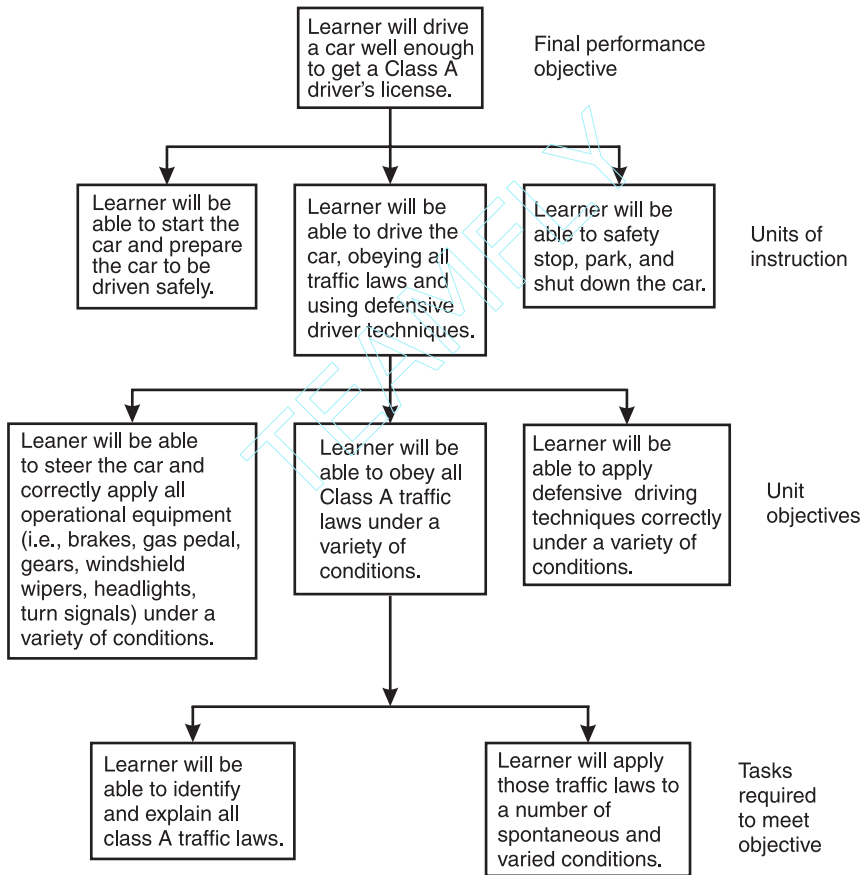 Learner will drive
a car well enough
to get a Class A
driver's license.
Final performance
objective
Learner will be
able to start the
car and prepare
the car to be
driven safely.
Learner will be
able to drive the
car, obeying all
traffic laws and
using defensive
driver techniques.
Learner will be
able to safety
stop, park, and
shut down the car.
Units of
instruction
Leaner will be able
to steer the car and
correctly apply all
operational equipment
(i.e., brakes, gas pedal,
gears, windshield
wipers, headlights,
turn signals) under a
variety of conditions.
Learner will be
able to obey all
Class A traffic
laws under a
variety of
conditions.
Learner will be
able to apply
defensive driving
techniques correctly
under a variety of
conditions.
Unit
objectives
Learner will be
able to identify
and explain all
class A traffic laws.
Learner will apply
those traffic laws to
a number of
spontaneous and
varied conditions.
Tasks
required
to meet
objective
TEAMFLY